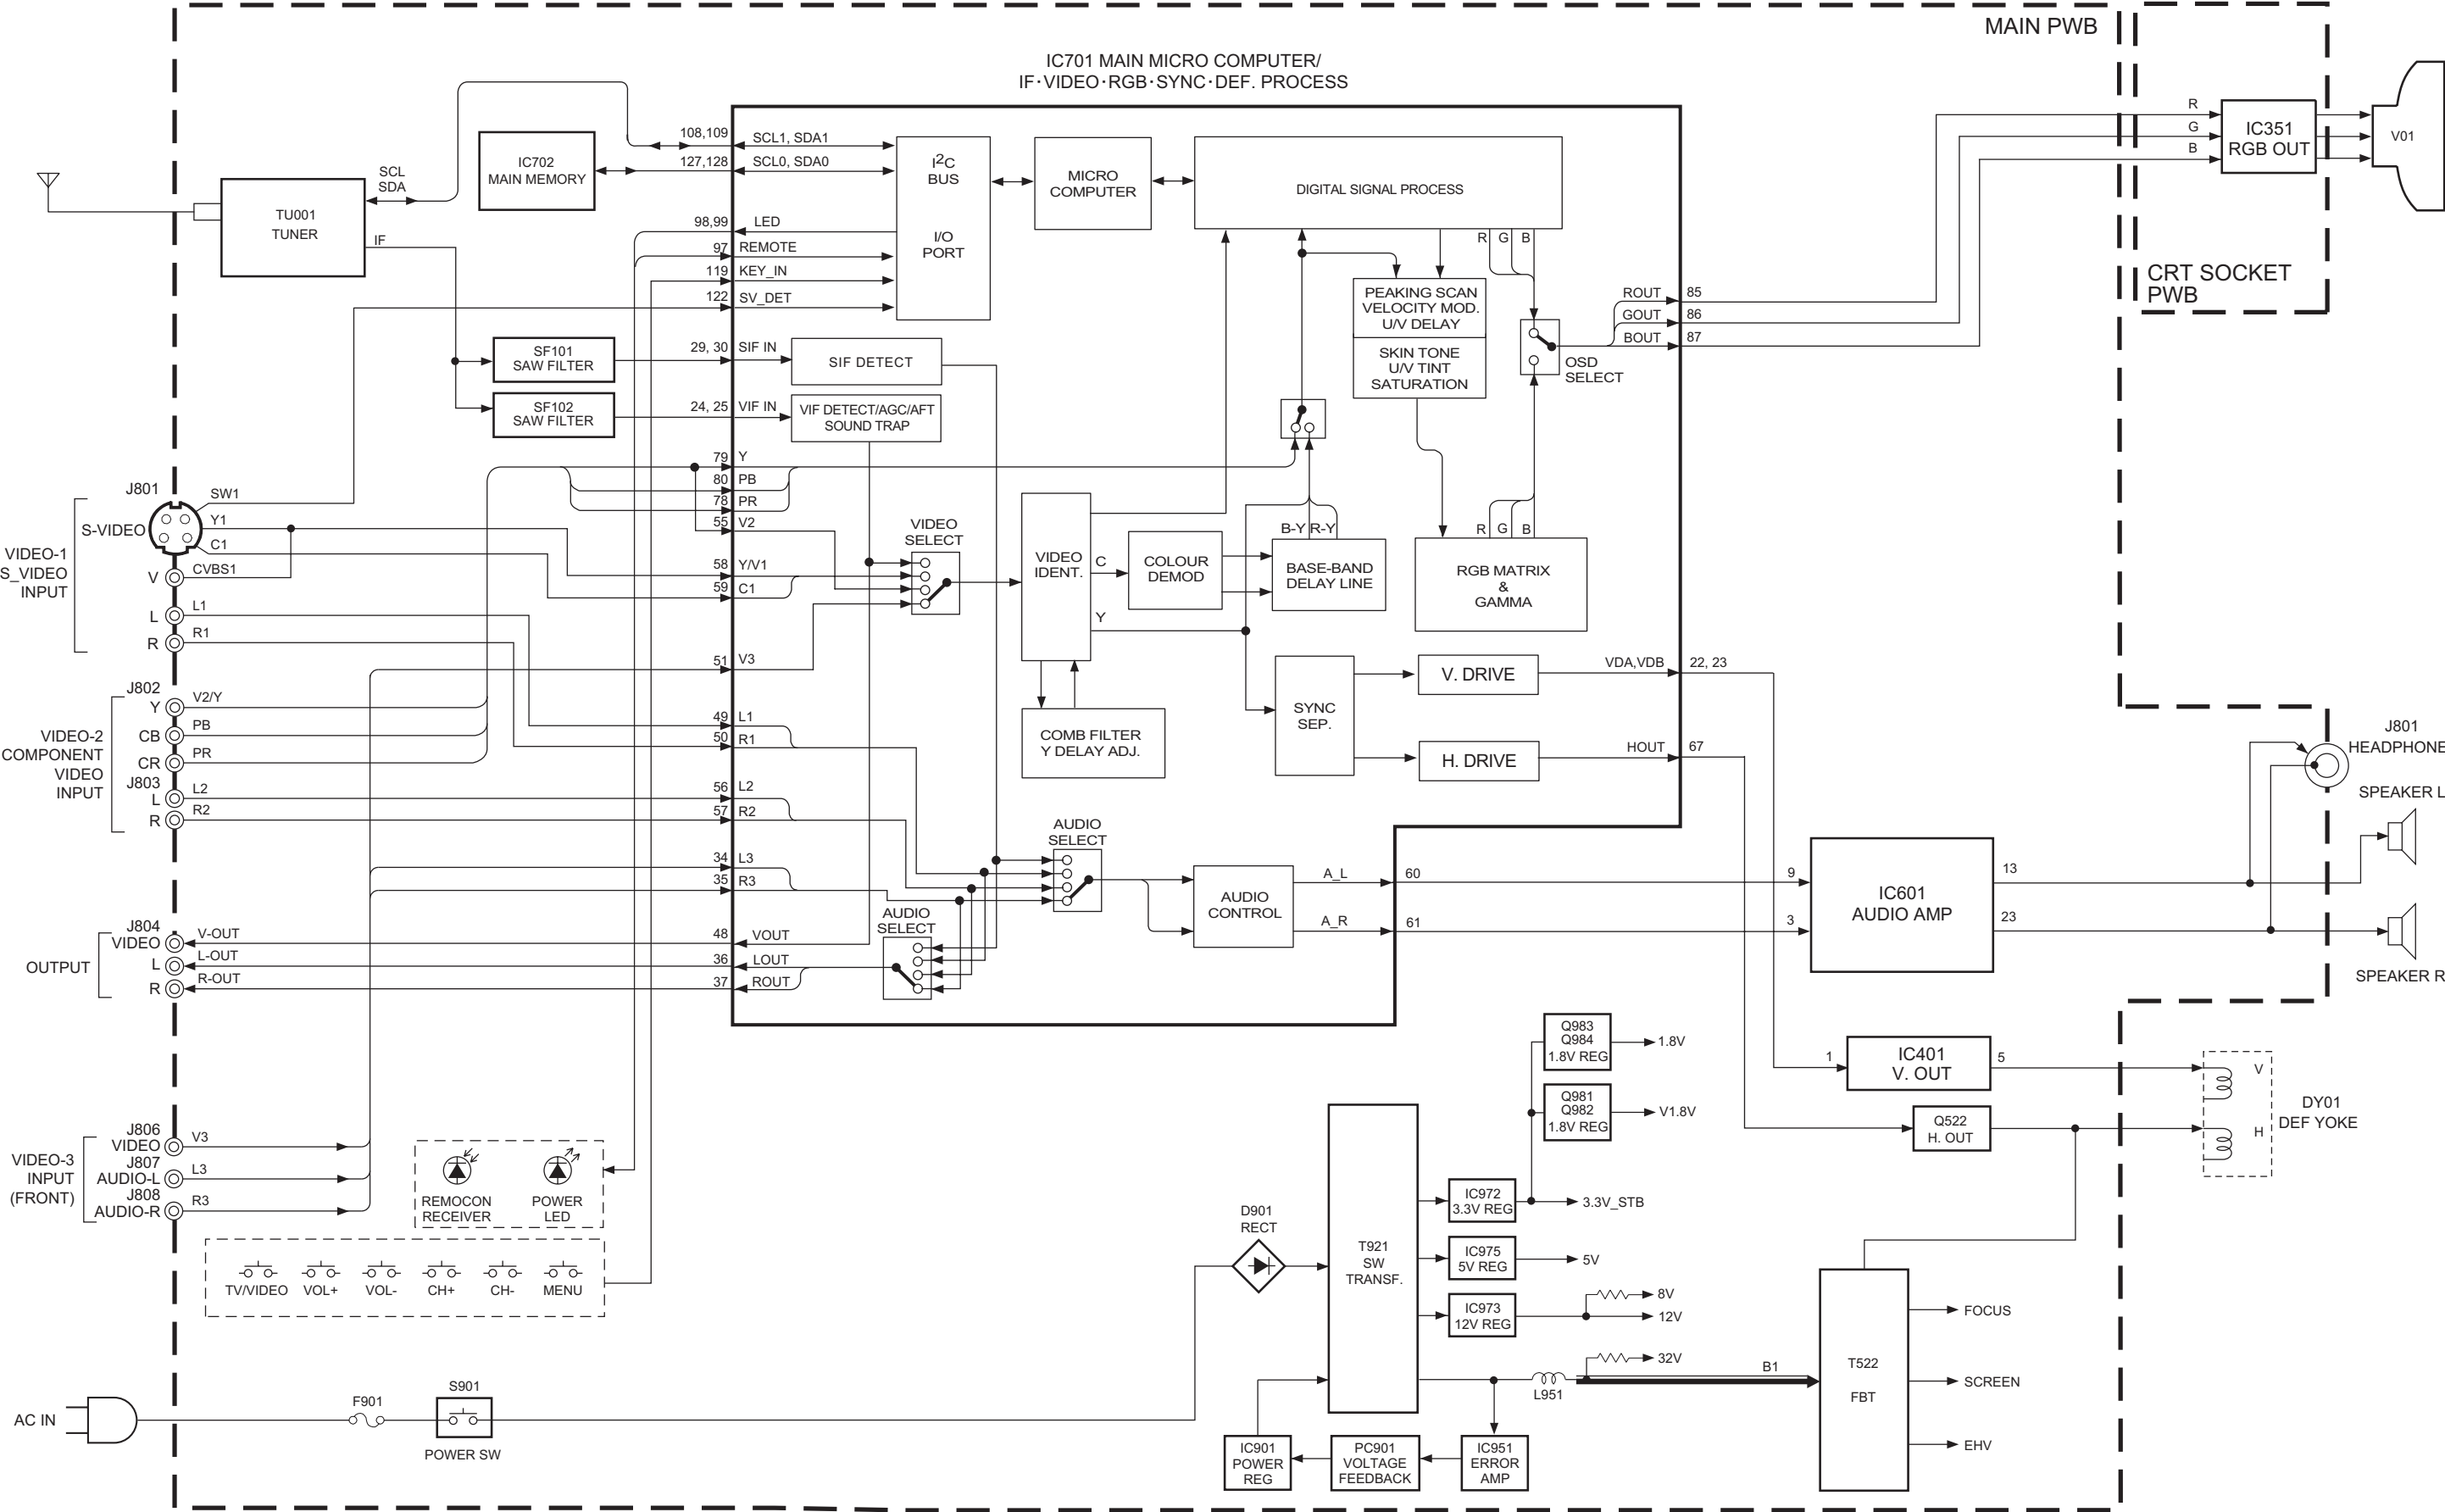 MAIN PWB
IC701 MAIN MICRO COMPUTER/
IF·VIDEO·RGB·SYNC·DEF. PROCESS
R
G
B
IC351
RGB OUT
V01
CRT SOCKET
PWB
TU001
TUNER
SCL
SDA
IF
IC702
MAIN MEMORY
108,109
SCL1, SDA1
127,128
SCL0, SDA0
98,99
LED
97
REMOTE
119
KEY_IN
122
SV_DET
I2C
BUS
I/O
PORT
MICRO
COMPUTER
DIGITAL SIGNAL PROCESS
R
G
B
PEAKING SCAN
VELOCITY MOD.
U/V DELAY
SKIN TONE
U/V TINT
SATURATION
OSD
SELECT
ROUT
85
GOUT
86
BOUT
87
SF101
SAW FILTER
29, 30
SIF IN
SIF DETECT
SF102
SAW FILTER
24, 25
VIF IN
VIF DETECT/AGC/AFT
SOUND TRAP
79
Y
80
PB
78
PR
55
V2
58
Y/V1
59
C1
51
V3
VIDEO
SELECT
VIDEO
IDENT.
C
Y
COLOUR
DEMOD
B-Y
R-Y
BASE-BAND
DELAY LINE
R
G
B
RGB MATRIX
&
GAMMA
COMB FILTER
Y DELAY ADJ.
SYNC
SEP.
V. DRIVE
VDA,VDB
22, 23
H. DRIVE
HOUT
67
J801
S-VIDEO
SW1
Y1
C1
VIDEO-1
S_VIDEO
INPUT
V
CVBS1
L
L1
R
R1
J802
Y
V2/Y
CB
PB
CR
PR
VIDEO-2
COMPONENT
VIDEO
INPUT
J803
L
L2
R
R2
49
L1
50
R1
56
L2
57
R2
34
L3
35
R3
48
VOUT
36
LOUT
37
ROUT
AUDIO
SELECT
AUDIO
SELECT
AUDIO
CONTROL
A_L
60
A_R
61
9
3
IC601
AUDIO AMP
13
23
J801
HEADPHONE
SPEAKER L
SPEAKER R
J804
VIDEO
V-OUT
OUTPUT
L
L-OUT
R
R-OUT
J806
VIDEO
V3
VIDEO-3
INPUT
(FRONT)
J807
AUDIO-L
L3
J808
AUDIO-R
R3
REMOCON
RECEIVER
POWER
LED
TV/VIDEO
VOL+
VOL-
CH+
CH-
MENU
AC IN
F901
S901
POWER SW
D901
RECT
T921
SW
TRANSF.
Q983
Q984
1.8V REG
1.8V
Q981
Q982
1.8V REG
V1.8V
IC972
3.3V REG
3.3V_STB
IC975
5V REG
5V
IC973
12V REG
8V
12V
32V
L951
B1
IC901
POWER
REG
PC901
VOLTAGE
FEEDBACK
IC951
ERROR
AMP
1
IC401
V. OUT
5
Q522
H. OUT
V
H
DY01
DEF YOKE
T522
FBT
FOCUS
SCREEN
EHV